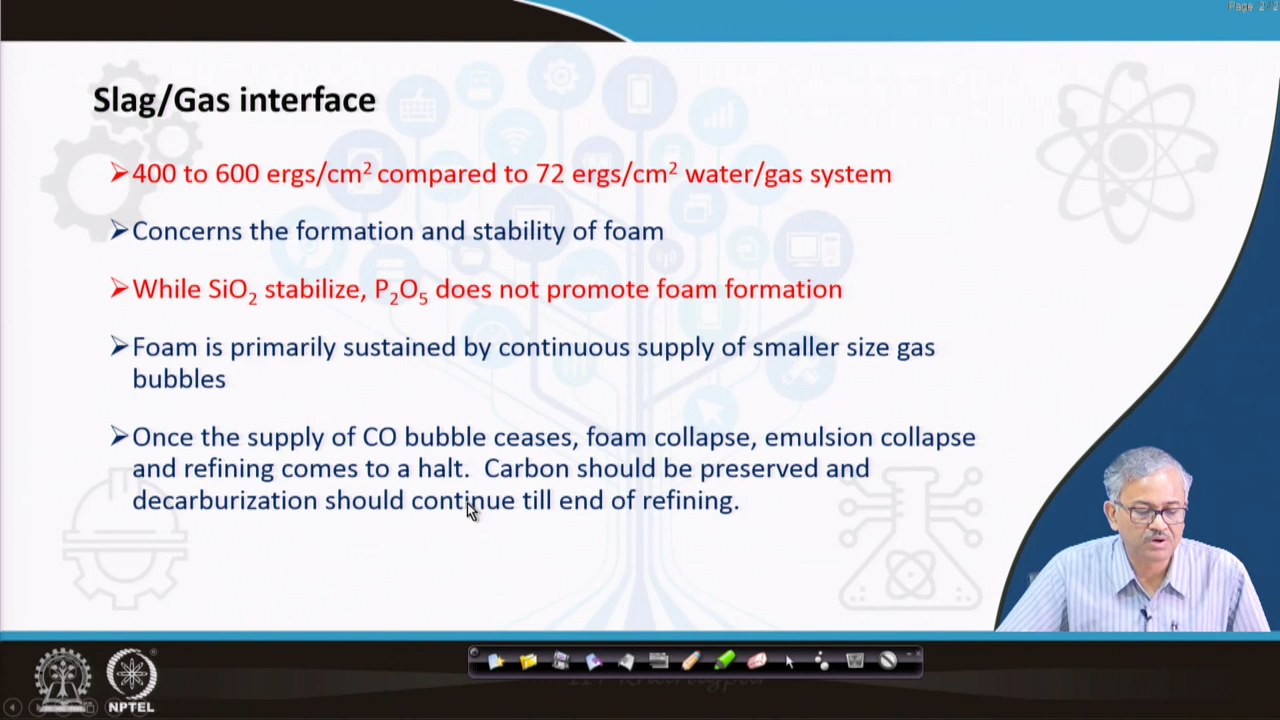 Page 2/2
Slag/Gas interface
➢400 to 600 ergs/cm² compared to 72 ergs/cm² water/gas system
➢Concerns the formation and stability of foam
➢While SiO₂ stabilize, P₂O₅ does not promote foam formation
➢Foam is primarily sustained by continuous supply of smaller size gas
bubbles
➢Once the supply of CO bubble ceases, foam collapse, emulsion collapse
and refining comes to a halt. Carbon should be preserved and
decarburization should continue till end of refining.
NPTEL